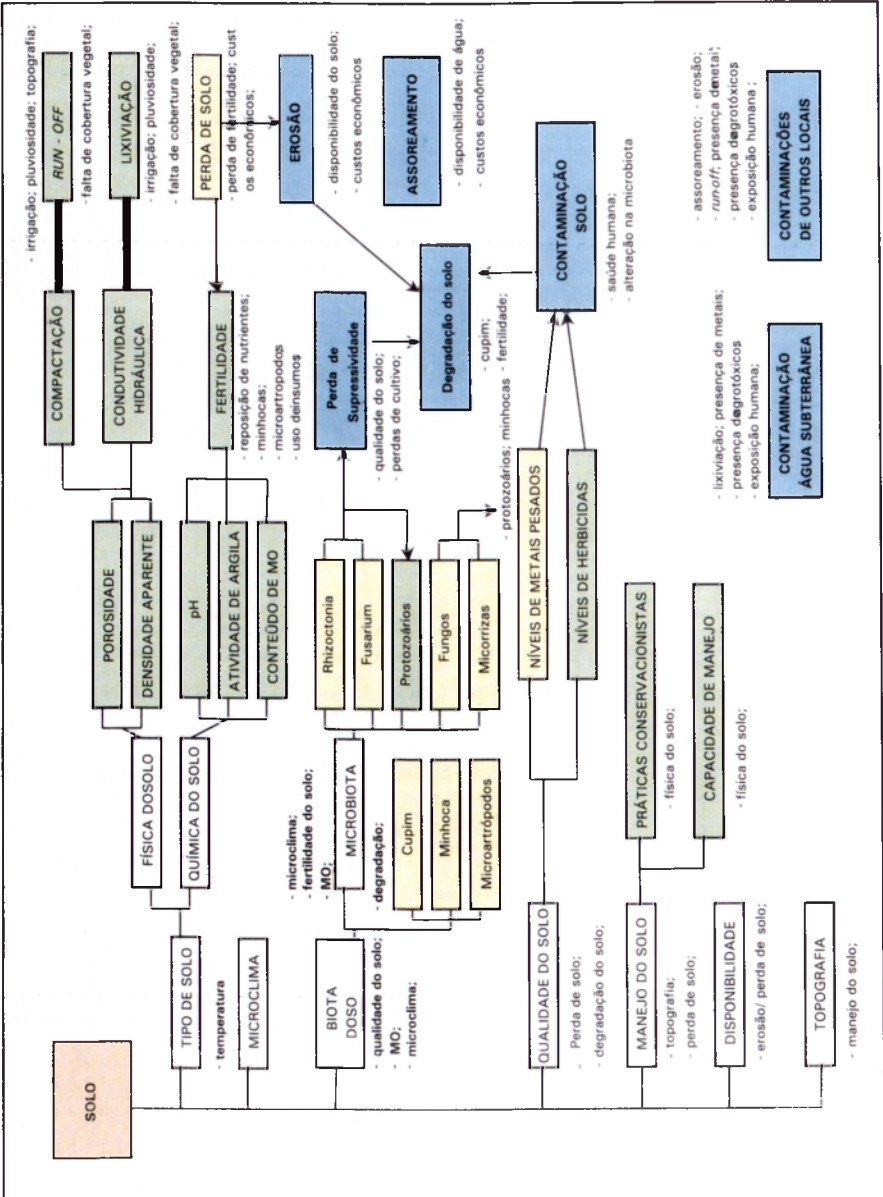 SOLO
TIPO DE SOLO
- temperatura
MICROCLIMA
BIOTA
DOSO
- qualidade do solo;
- MO;
- microclima;
QUALIDADE DO SOLO
- Perda de solo;
- degradação do solo;
MANEJO DO SOLO
- topografia;
- perda de solo;
DISPONIBILIDADE
- erosão/ perda de solo;
TOPOGRAFIA
- manejo do solo;
FÍSICA DOSOLO
QUÍMICA DO SOLO
- microclima;
- fertilidade do solo;
- MO;
MICROBIOTA
- degradação;
Cupim
Minhoca
Microartrópodos
POROSIDADE
DENSIDADE APARENTE
pH
ATIVIDADE DE ARGILA
CONTEÚDO DE MO
Rhizoctonia
Fusarium
Protozoários
Fungos
Micorrizas
NÍVEIS DE METAIS PESADOS
NÍVEIS DE HERBICIDAS
PRÁTICAS CONSERVACIONISTAS
- física do solo;
CAPACIDADE DE MANEJO
- física do solo;
COMPACTAÇÃO
CONDUTIVIDADE
HIDRÁULICA
FERTILIDADE
- reposição de nutrientes;
- minhocas;
- microartropodos
- uso deinsumos
Perda de
Supressividade
- qualidade do solo;
- perdas de cultivo;
Degradação do solo
- cupim;
- fertilidade;
- protozoários; minhocas
- irrigação; pluviosidade; topografia;
RUN - OFF
- falta de cobertura vegetal;
LIXIVIAÇÃO
- irrigação; pluviosidade;
- falta de cobertura vegetal;
PERDA DE SOLO
- perda de fertilidade; cust
os econômicos;
EROSÃO
- disponibilidade do solo;
- custos econômicos
ASSOREAMENTO
- disponibilidade de água;
- custos econômicos
CONTAMINAÇÃO
SOLO
- saúde humana;
- alteração na microbiota
- lixiviação; presença de metais;
- presença deagrotóxicos
- exposição humana;
CONTAMINAÇÃO
ÁGUA SUBTERRÂNEA
- assoreamento; - erosão;
- run-off; presença demetai
- presença deagrotóxicos
- exposição humana ;
CONTAMINAÇÕES
DE OUTROS LOCAIS